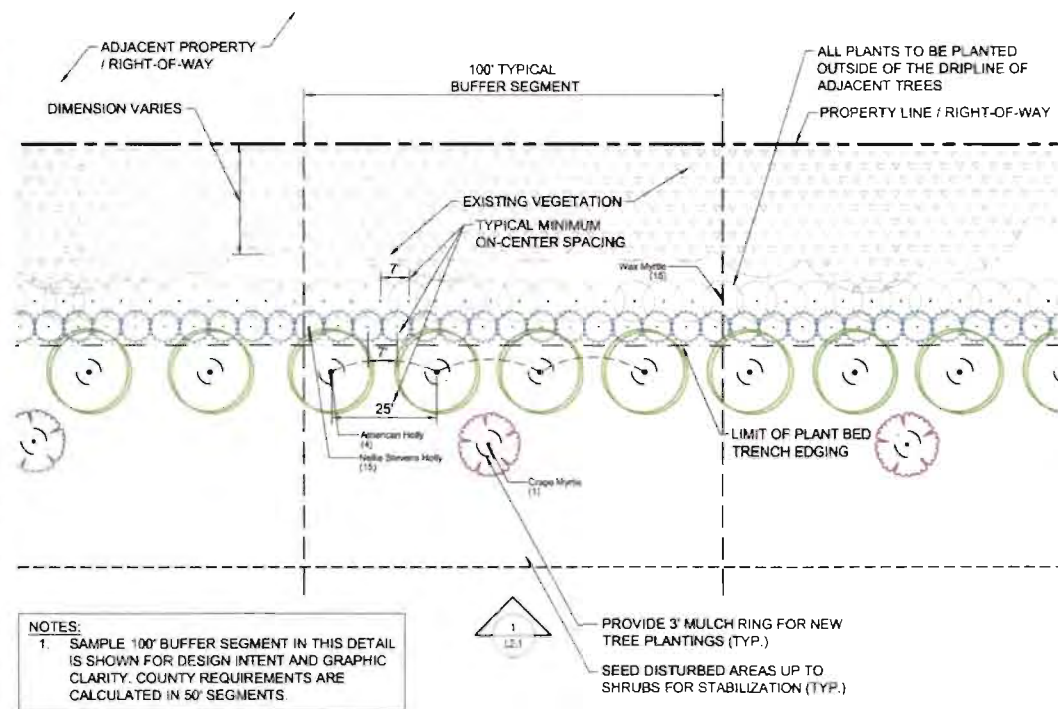 ADJACENT PROPERTY
/ RIGHT-OF-WAY
100' TYPICAL
BUFFER SEGMENT
ALL PLANTS TO BE PLANTED
OUTSIDE OF THE DRIPLINE OF
ADJACENT TREES
DIMENSION VARIES
PROPERTY LINE / RIGHT-OF-WAY
EXISTING VEGETATION
TYPICAL MINIMUM
ON-CENTER SPACING
7'
Wax Myrtle
(15)
7'
25'
American Holly
(4)
Nellie Stevens Holly
(15)
Crape Myrtle
(1)
LIMIT OF PLANT BED
TRENCH EDGING
1
L2.1
PROVIDE 3' MULCH RING FOR NEW
TREE PLANTINGS (TYP.)
SEED DISTURBED AREAS UP TO
SHRUBS FOR STABILIZATION (TYP.)
NOTES:
1. SAMPLE 100' BUFFER SEGMENT IN THIS DETAIL
IS SHOWN FOR DESIGN INTENT AND GRAPHIC
CLARITY. COUNTY REQUIREMENTS ARE
CALCULATED IN 50' SEGMENTS.